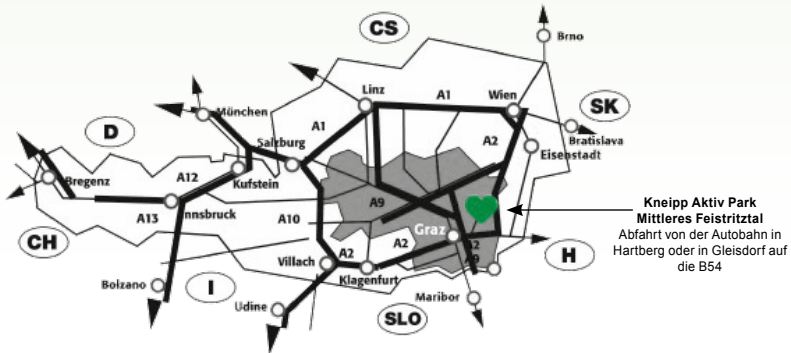 CS
Brno
Linz
A1
Wien
SK
München
A1
Salzburg
A2
Bratislava
D
Eisenstadt
Bregenz
A12
Kufstein
Innsbruck
A13
A10
A9
Graz
A2
A2
A9
CH
Villach
A2
Klagenfurt
H
Bolzano
I
Udine
SLO
Maribor
Kneipp Aktiv Park
Mittleres Feistritztal
Abfahrt von der Autobahn in
Hartberg oder in Gleisdorf auf
die B54